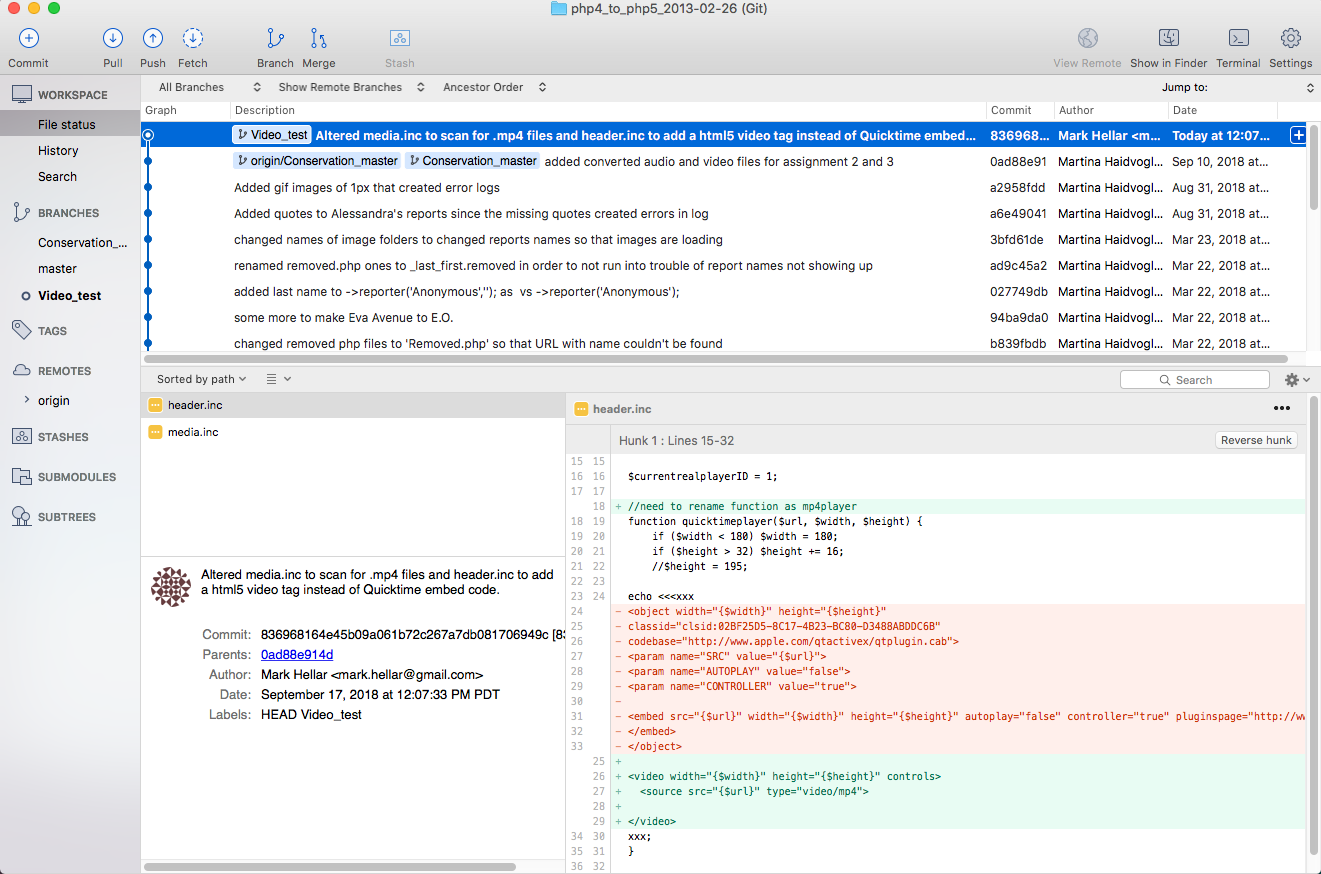 php4_to_php5_2013-02-26 (Git)
Commit Pull Push Fetch Branch Merge Stash View Remote Show in Finder Terminal Settings
WORKSPACE
File status
History
Search
BRANCHES
Conservation_...
master
Video_test
TAGS
REMOTES
origin
STASHES
SUBMODULES
SUBTREES
All Branches Show Remote Branches Ancestor Order Jump to:
Graph Description Commit Author Date
Video_test Altered media.inc to scan for .mp4 files and header.inc to add a html5 video tag instead of Quicktime embed... 836968... Mark Hellar <m... Today at 12:07...
origin/Conservation_master Conservation_master added converted audio and video files for assignment 2 and 3 0ad88e91 Martina Haidvogl... Sep 10, 2018 at...
Added gif images of 1px that created error logs a2958fdd Martina Haidvogl... Aug 31, 2018 at...
Added quotes to Alessandra's reports since the missing quotes created errors in log a6e49041 Martina Haidvogl... Aug 31, 2018 at...
changed names of image folders to changed reports names so that images are loading 3bfd61de Martina Haidvogl... Mar 23, 2018 at...
renamed removed.php ones to _last_first.removed in order to not run into trouble of report names not showing up ad9c45a2 Martina Haidvogl... Mar 22, 2018 at...
added last name to ->reporter('Anonymous',''); as  vs ->reporter('Anonymous'); 027749db Martina Haidvogl... Mar 22, 2018 at...
some more to make Eva Avenue to E.O. 94ba9da0 Martina Haidvogl... Mar 22, 2018 at...
changed removed php files to 'Removed.php' so that URL with name couldn't be found b839fbdb Martina Haidvogl... Mar 22, 2018 at...
Sorted by path Search
header.inc
media.inc
Altered media.inc to scan for .mp4 files and header.inc to add
a html5 video tag instead of Quicktime embed code.
Commit: 836968164e45b09a061b72c267a7db081706949c [83
Parents: 0ad88e914d
Author: Mark Hellar <mark.hellar@gmail.com>
Date: September 17, 2018 at 12:07:33 PM PDT
Labels: HEAD Video_test
header.inc
Hunk 1 : Lines 15-32 Reverse hunk
15 15
16 16 $currentrealplayerID = 1;
17 17
18 + //need to rename function as mp4player
18 19 function quicktimeplayer($url, $width, $height) {
19 20 if ($width < 180) $width = 180;
20 21 if ($height > 32) $height += 16;
21 22 //$height = 195;
22 23
23 24 echo <<<xxx
24 - <object width="{$width}" height="{$height}"
25 - classid="clsid:02BF25D5-8C17-4B23-BC80-D3488ABDDC6B"
26 - codebase="http://www.apple.com/qtactivex/qtplugin.cab">
27 - <param name="SRC" value="{$url}">
28 - <param name="AUTOPLAY" value="false">
29 - <param name="CONTROLLER" value="true">
30 -
31 - <embed src="{$url}" width="{$width}" height="{$height}" autoplay="false" controller="true" pluginspage="http://ww
32 - </embed>
33 - </object>
25 +
26 + <video width="{$width}" height="{$height}" controls>
27 + <source src="{$url}" type="video/mp4">
28 +
29 + </video>
34 30 xxx;
35 31 }
36 32